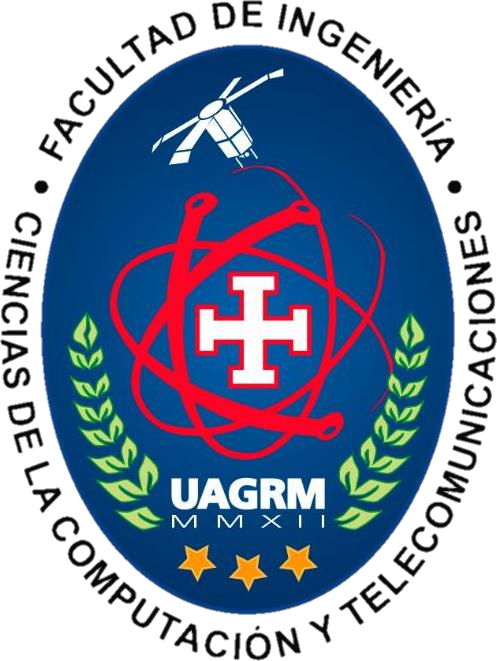 • FACULTAD DE INGENIERÍA •
CIENCIAS DE LA COMPUTACIÓN Y TELECOMUNICACIONES
UAGRM
MMXII